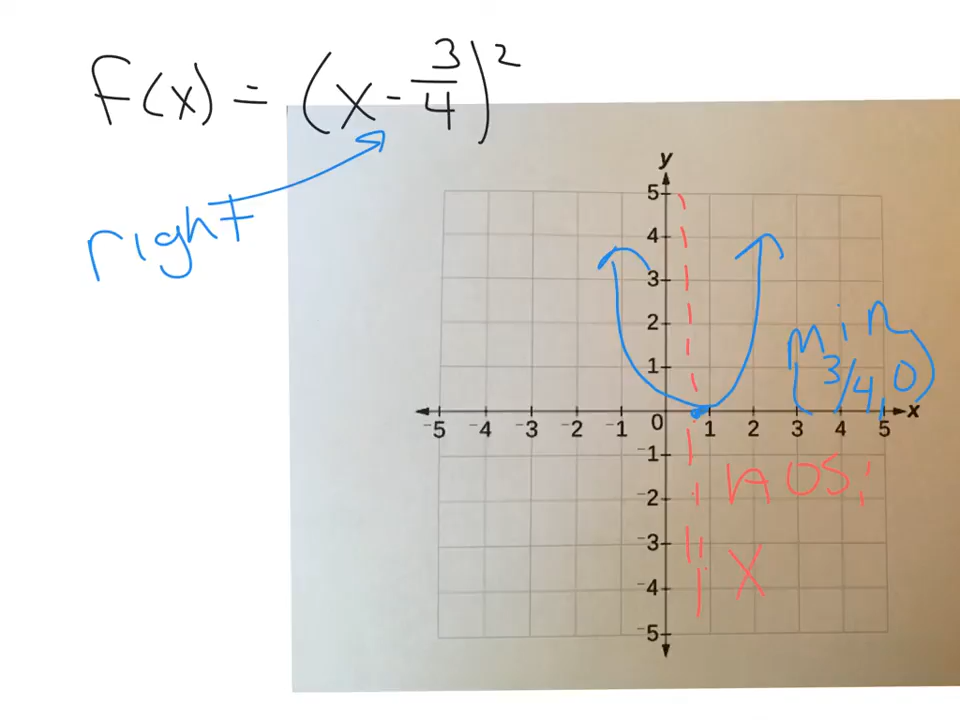 f(x) = (x - 3/4)²
right
y
5
4
3
2
1
0
-5 -4 -3 -2 -1 1 2 3 4 5 x
-1
-2
-3
-4
-5
min
(3/4, 0)
AOS:
X